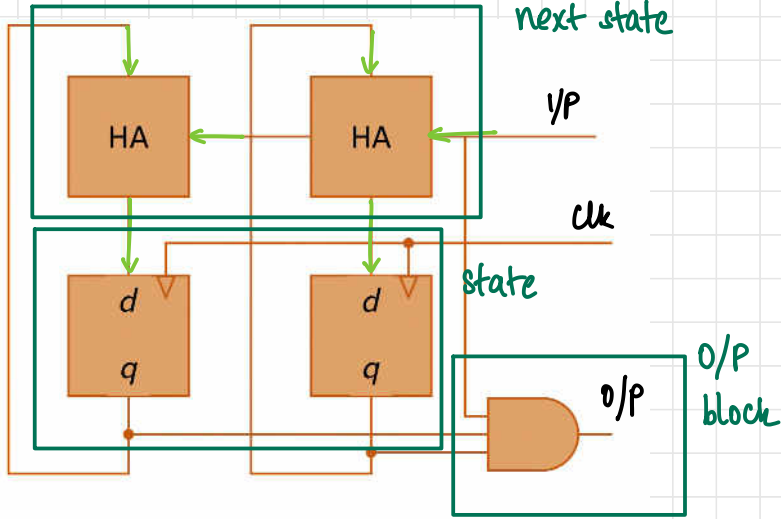 next state
I/P
HA
HA
Clk
d
d
state
q
q
O/P
O/P
block